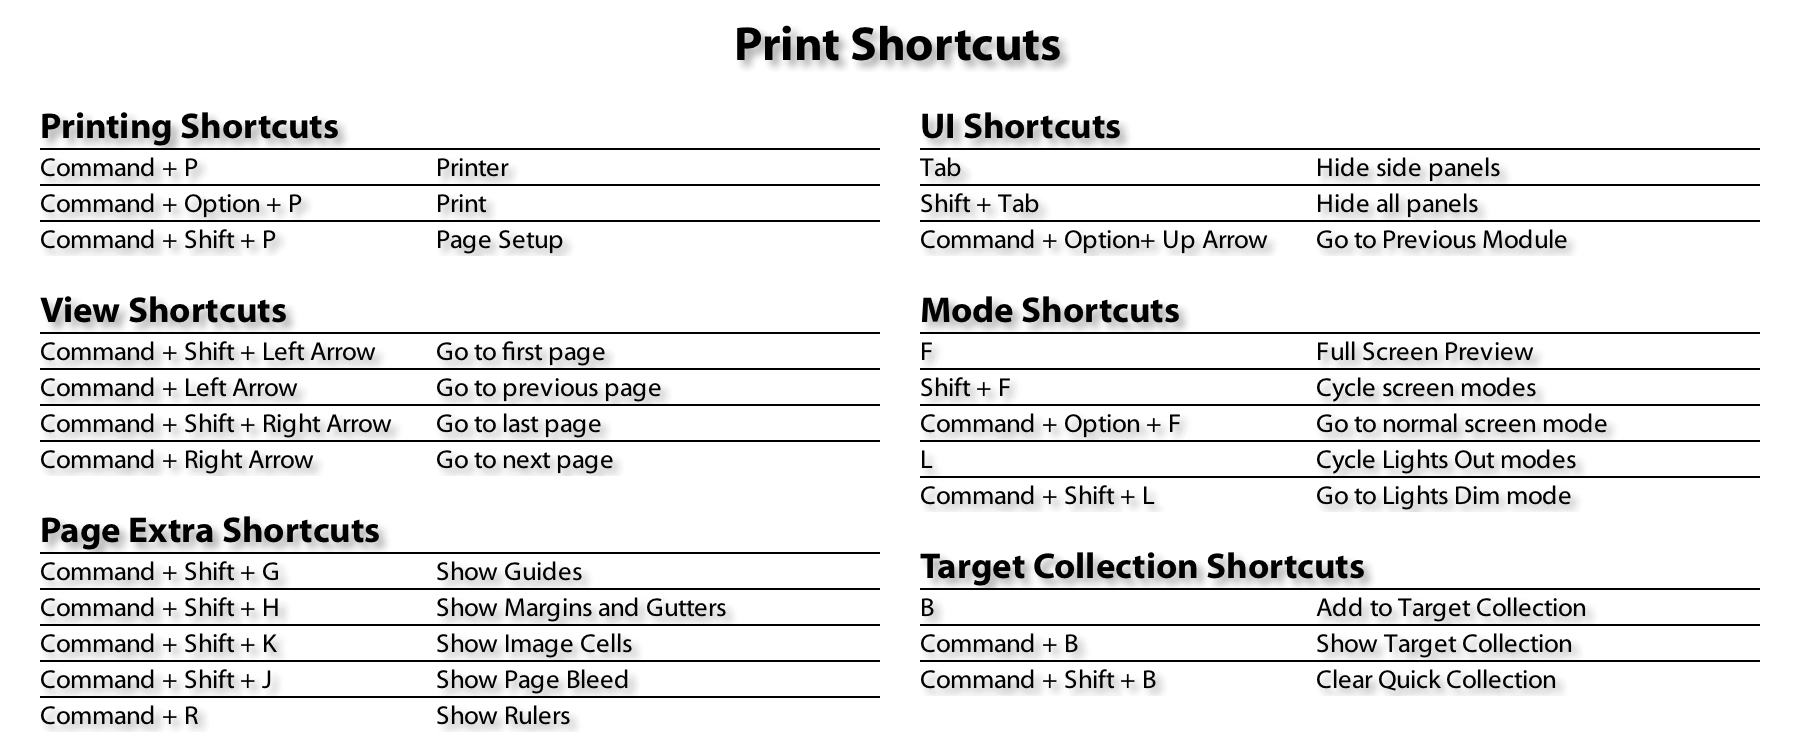 Print Shortcuts
Printing Shortcuts
Command + P Printer
Command + Option + P Print
Command + Shift + P Page Setup
View Shortcuts
Command + Shift + Left Arrow Go to first page
Command + Left Arrow Go to previous page
Command + Shift + Right Arrow Go to last page
Command + Right Arrow Go to next page
Page Extra Shortcuts
Command + Shift + G Show Guides
Command + Shift + H Show Margins and Gutters
Command + Shift + K Show Image Cells
Command + Shift + J Show Page Bleed
Command + R Show Rulers
UI Shortcuts
Tab Hide side panels
Shift + Tab Hide all panels
Command + Option+ Up Arrow Go to Previous Module
Mode Shortcuts
F Full Screen Preview
Shift + F Cycle screen modes
Command + Option + F Go to normal screen mode
L Cycle Lights Out modes
Command + Shift + L Go to Lights Dim mode
Target Collection Shortcuts
B Add to Target Collection
Command + B Show Target Collection
Command + Shift + B Clear Quick Collection